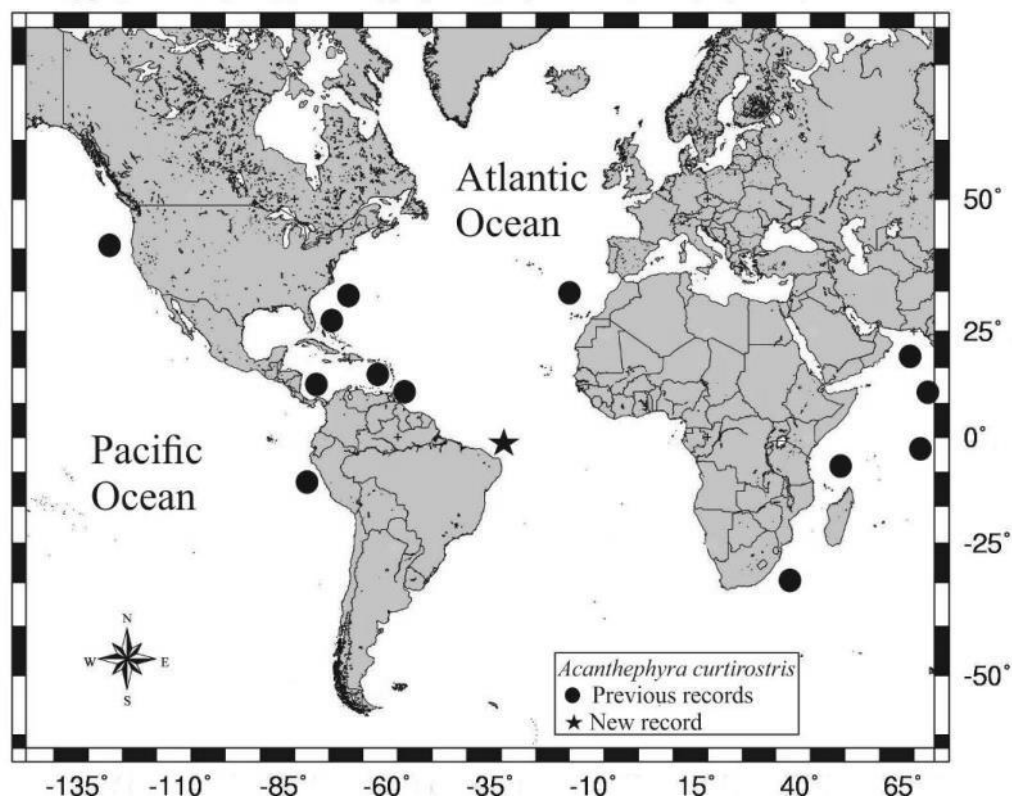 Atlantic
Ocean
50°
25°
Pacific
Ocean
0°
-25°
N
W E
S
Acanthephyra curtirostris
Previous records
New record
-50°
-135° -110° -85° -60° -35° -10° 15° 40° 65°